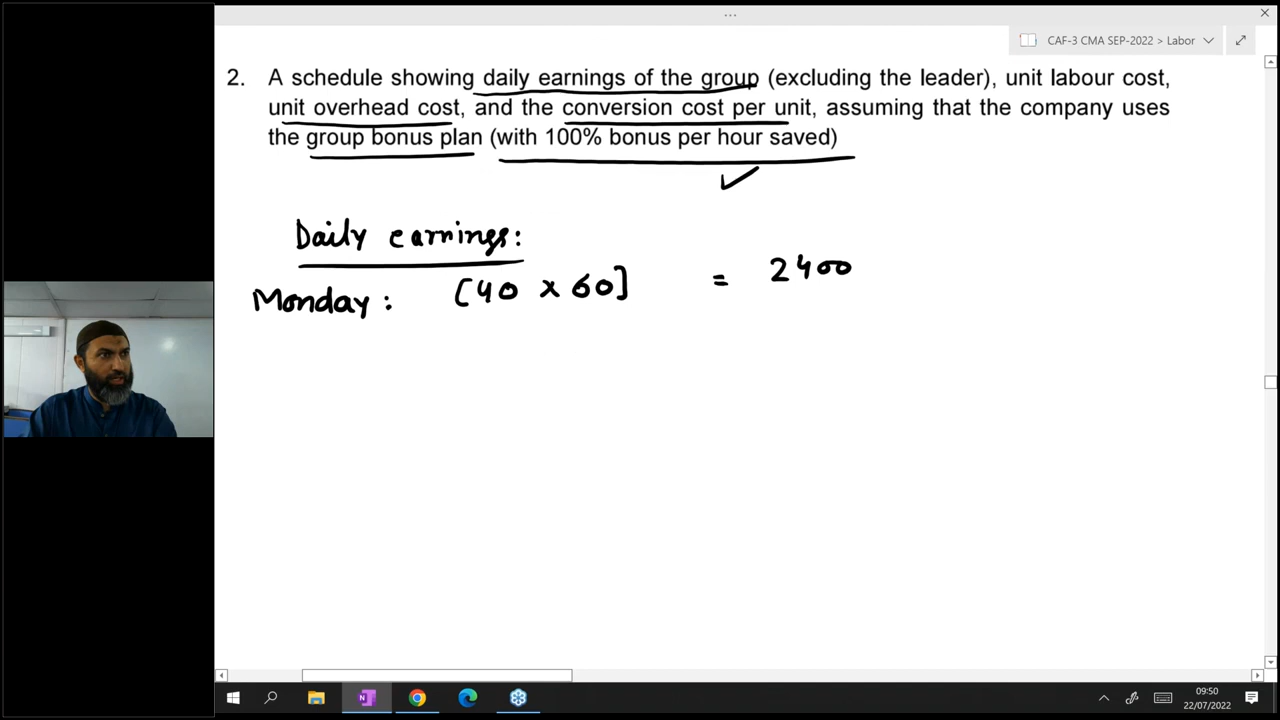 CAF-3 CMA SEP-2022 > Labor
2. A schedule showing daily earnings of the group (excluding the leader), unit labour cost,
unit overhead cost, and the conversion cost per unit, assuming that the company uses
the group bonus plan (with 100% bonus per hour saved)
Daily earnings:
Monday: [40 x 60] = 2400
09:50
22/07/2022